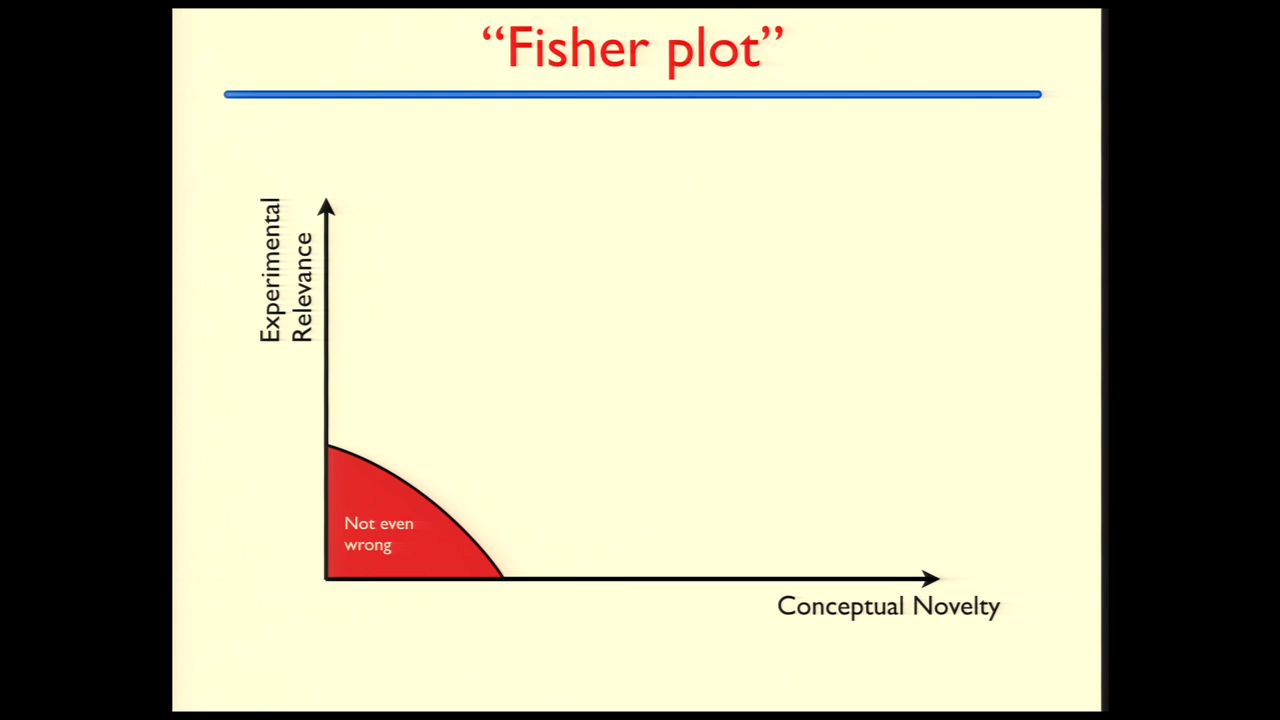 “Fisher plot”
Experimental
Relevance
Not even
wrong
Conceptual Novelty